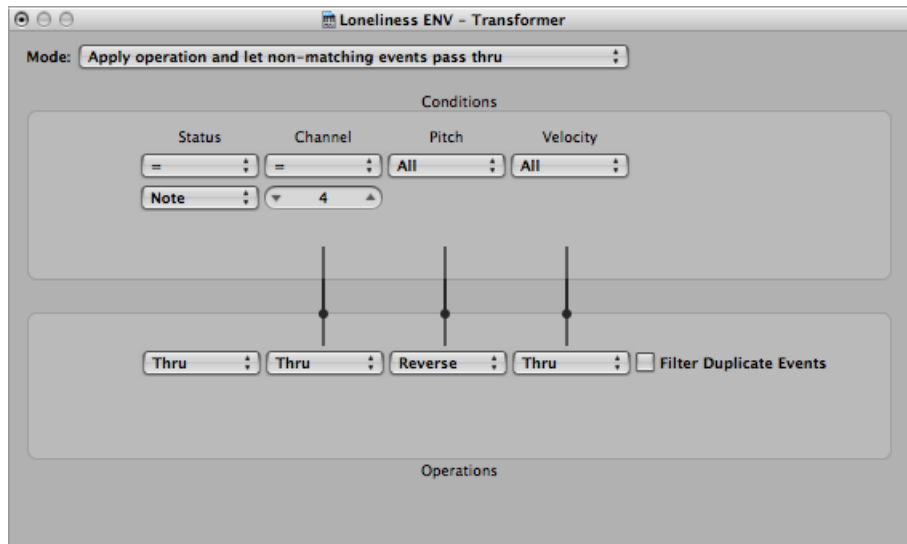 Loneliness ENV – Transformer
Mode: Apply operation and let non-matching events pass thru
Conditions
Status Channel Pitch Velocity
= = All All
Note 4
Thru Thru Reverse Thru Filter Duplicate Events
Operations